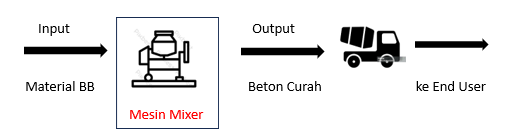 Input
Output
Material BB
Mesin Mixer
Beton Curah
ke End User